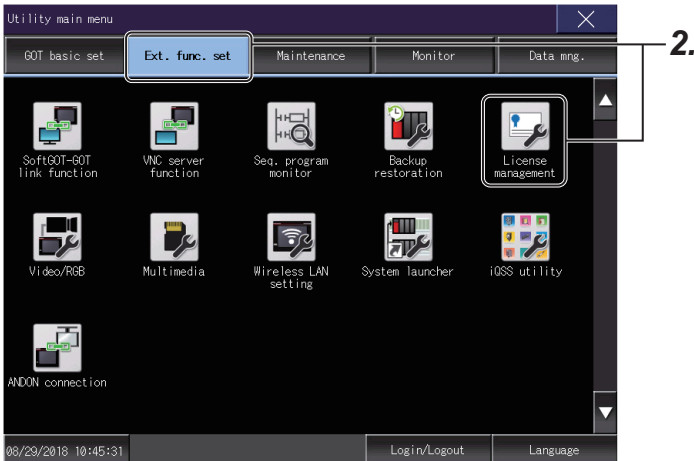 Utility main menu
GOT basic set
Ext. func. set
Maintenance
Monitor
Data mng.
2.
SoftGOT-GOT
link function
VNC server
function
Seq. program
monitor
Backup
restoration
License
management
Video/RGB
Multimedia
Wireless LAN
setting
System launcher
iQSS utility
ANDON connection
08/29/2018 10:45:31
Login/Logout
Language